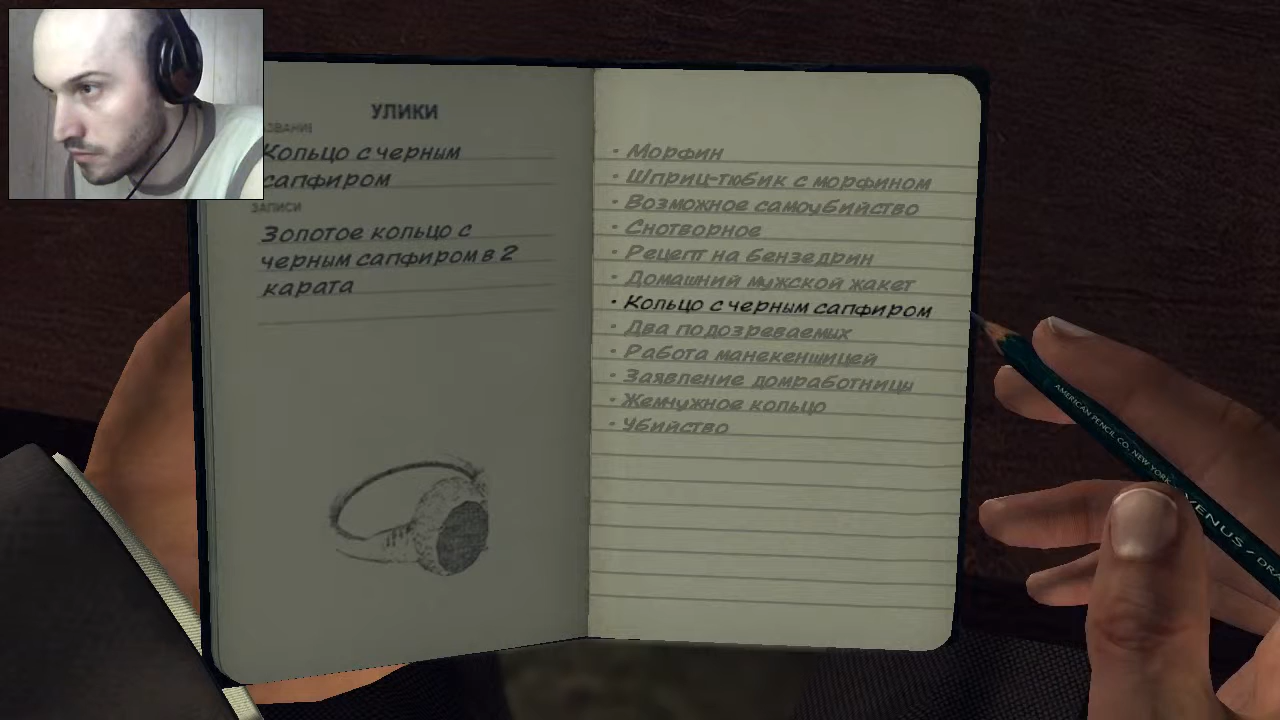 УЛИКИ
Кольцо с черным
сапфиром
ЗАПИСИ
Золотое кольцо с
черным сапфиром в 2
карата
· Морфин
· Шприц-тюбик с морфином
· Возможное самоубийство
· Снотворное
· Рецепт на бензедрин
· Домашний мужской жакет
· Кольцо с черным сапфиром
· Два подозреваемых
· Работа манекенщицей
· Заявление домработницы
· Жемчужное кольцо
· Убийство
AMERICAN PENCIL CO. NEW YORK
VENUS / DRA